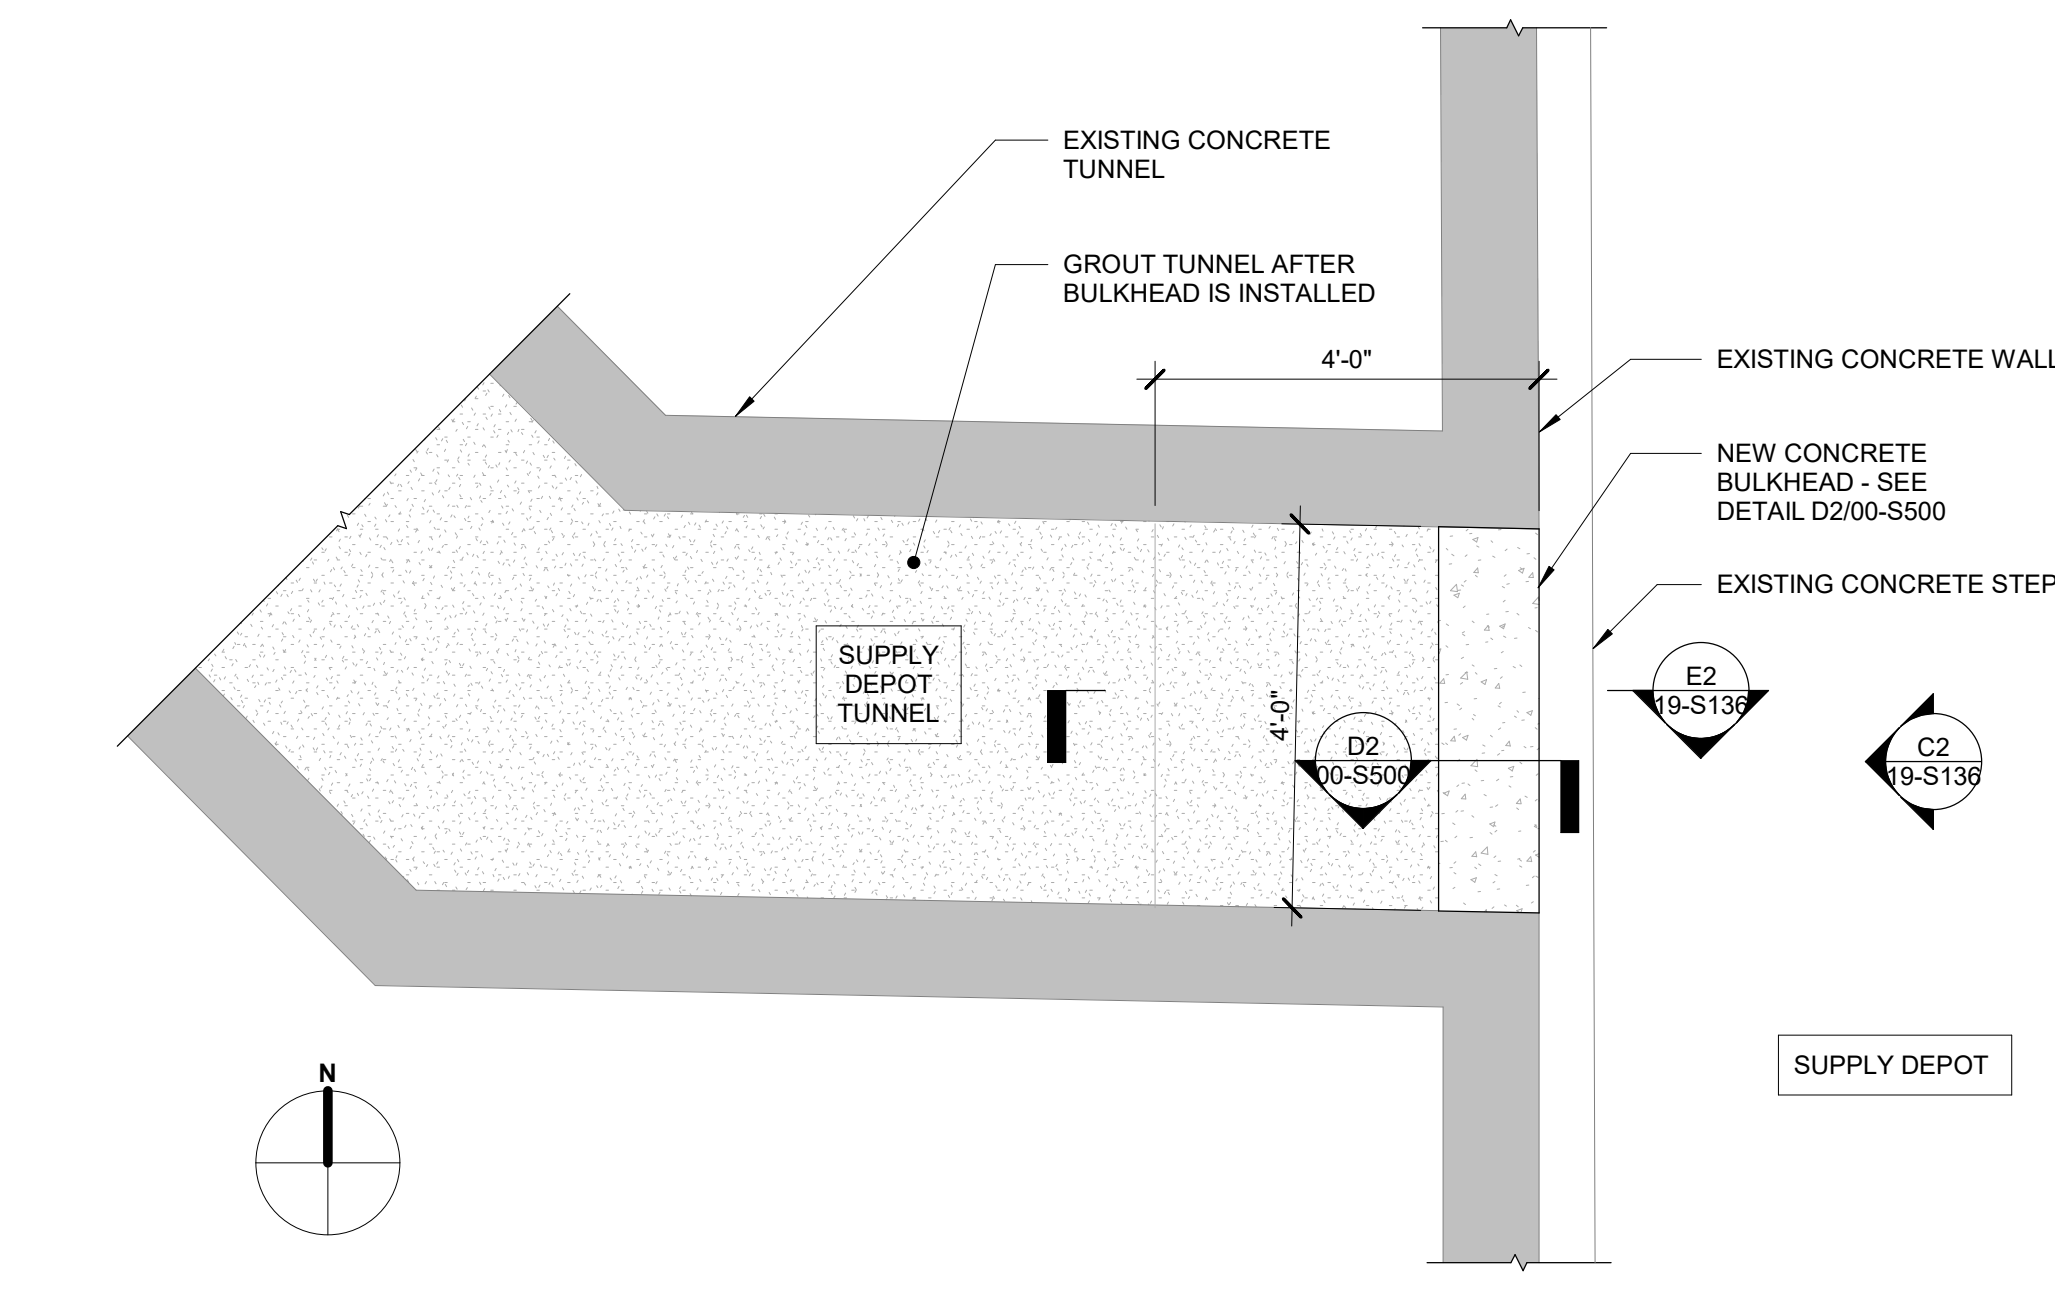 EXISTING CONCRETE
TUNNEL
GROUT TUNNEL AFTER
BULKHEAD IS INSTALLED
4'-0"
EXISTING CONCRETE WALL
NEW CONCRETE
BULKHEAD - SEE
DETAIL D2/00-S500
EXISTING CONCRETE STEP
SUPPLY
DEPOT
TUNNEL
4'-0"
D2
00-S500
E2
19-S136
C2
19-S136
SUPPLY DEPOT
N